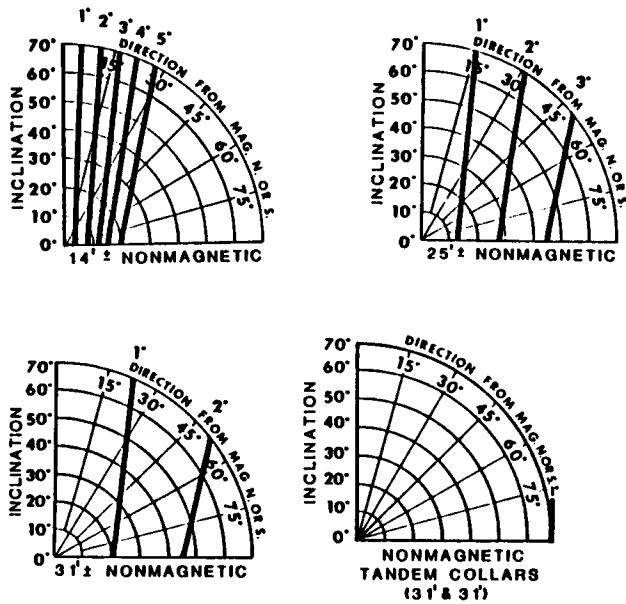 1° 2° 3° 4° 5°
DIRECTION FROM MAG. N. OR S.
15° 30° 45° 60° 75°
INCLINATION
70°
60°
50°
40°
30°
20°
10°
0°
14' ± NONMAGNETIC
1° 2° 3°
DIRECTION FROM MAG. N. OR S.
15° 30° 45° 60° 75°
INCLINATION
70°
60°
50°
40°
30°
20°
10°
0°
25' ± NONMAGNETIC
1° 2°
DIRECTION FROM MAG. N. OR S.
15° 30° 45° 60° 75°
INCLINATION
70°
60°
50°
40°
30°
20°
10°
0°
31' ± NONMAGNETIC
DIRECTION FROM MAG. N. OR S.
15° 30° 45° 60° 75°
INCLINATION
70°
60°
50°
40°
30°
20°
10°
0°
NONMAGNETIC
TANDEM COLLARS
(31' & 31')